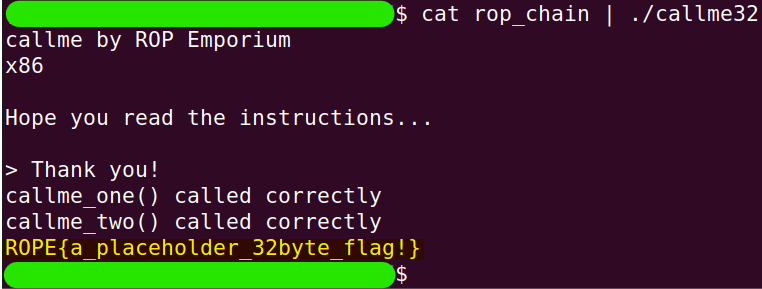 $ cat rop_chain | ./callme32
callme by ROP Emporium
x86
Hope you read the instructions...
> Thank you!
callme_one() called correctly
callme_two() called correctly
ROPE{a_placeholder_32byte_flag!}
$